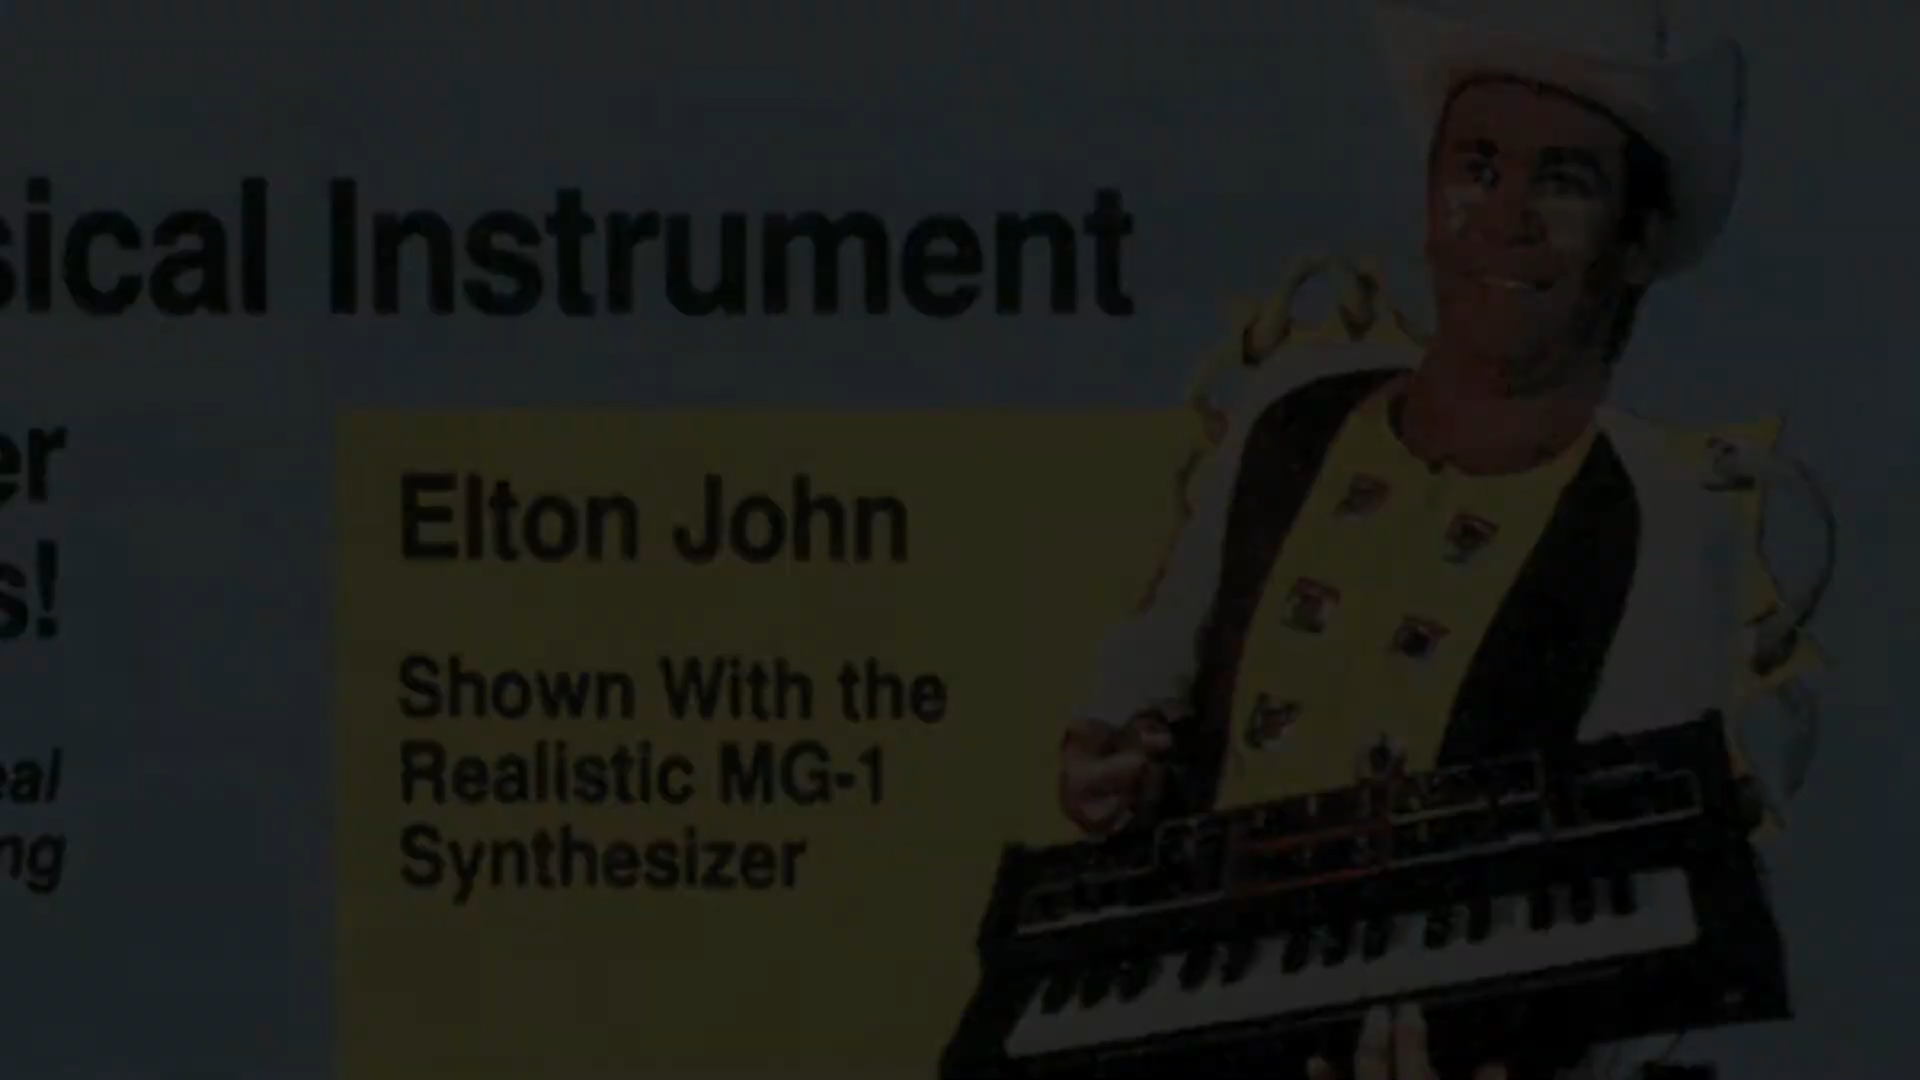 sical Instrument
er
s!
eal
ng
Elton John
Shown With the
Realistic MG-1
Synthesizer